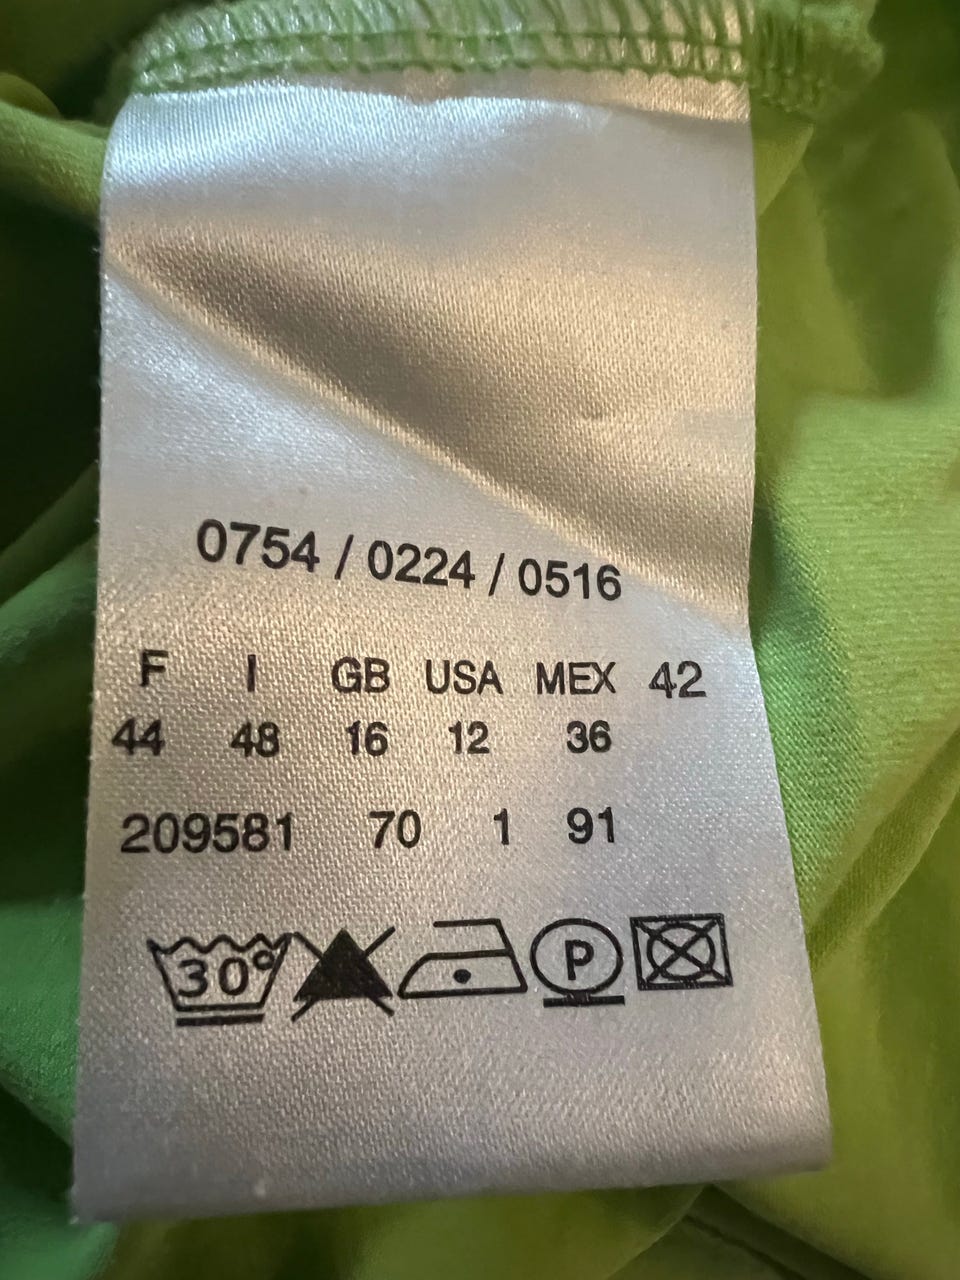 0754 / 0224 / 0516
F I GB USA MEX 42
44 48 16 12 36
209581 70 1 91
30° P